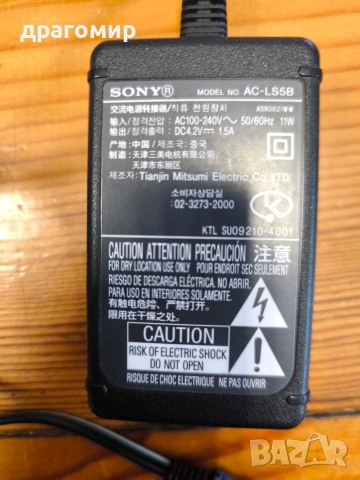 драгомир
SONY® MODEL NO. AC-LS5B
交流电源转接器/직류 전원장치 ASR0621WW
输入/정격입력: AC100-240V～ 50/60Hz 11W
输出/정격출력: DC4.2V⎓ 1.5A
产地: 中国 / 제조국: 중국
制造: 天津三美电机有限公司
天津市东丽区
제조자: Tianjin Mitsumi Electric Co.,LTD.
소비자상담실
:02-3273-2000
KTL SU09210-4001
CAUTION ATTENTION PRECAUCIÓN 注意
FOR DRY LOCATION USE ONLY POUR ENDROIT SEC SEULEMENT
RIESGO DE DESCARGA ELÉCTRICA. NO ABRIR.
PARA USO EN INTERIORES SOLAMENTE.
有触电危险, 严禁打开.
限用在干燥之处.
CAUTION
RISK OF ELECTRIC SHOCK
DO NOT OPEN
RISQUE DE CHOC ELECTRIQUE NE PAS OUVRIR
BAZAR
bg